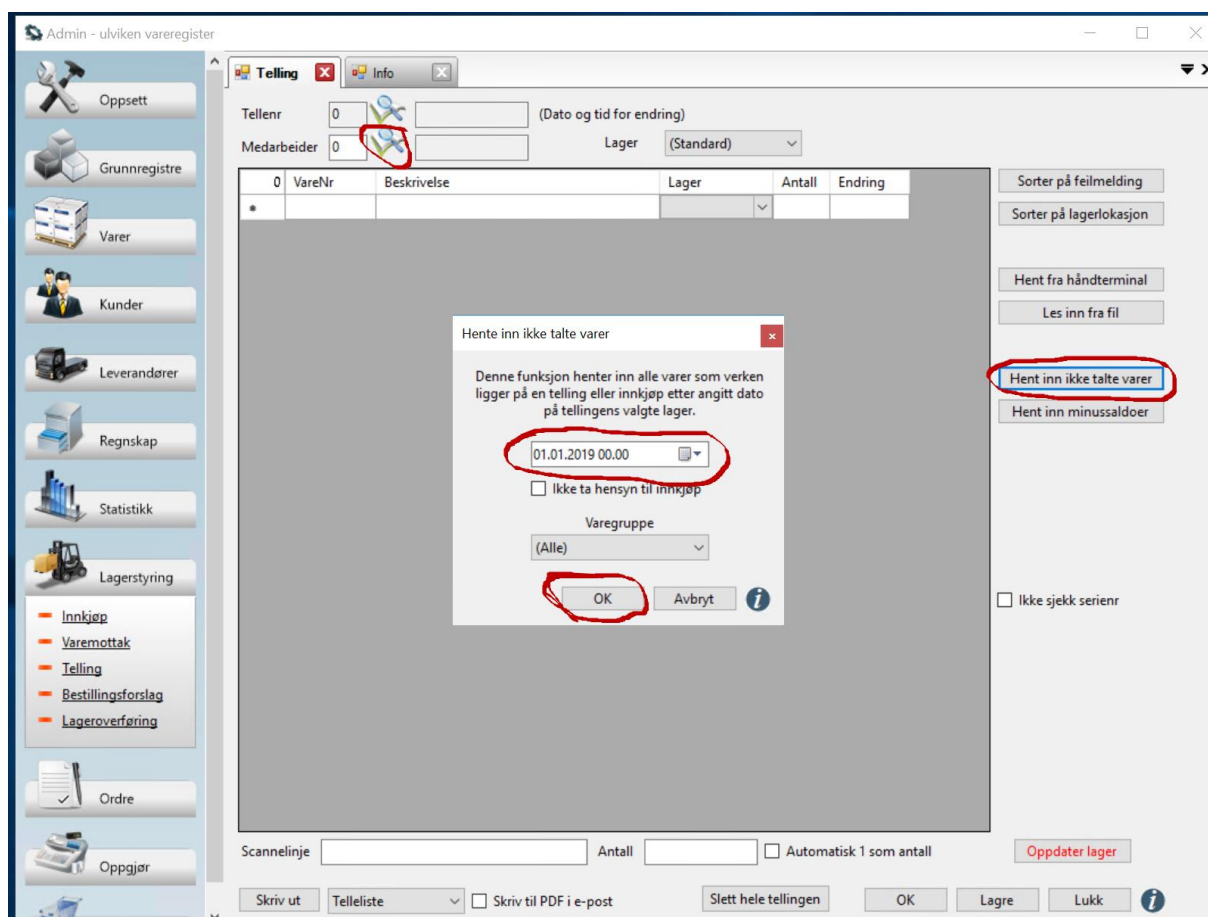 Admin - ulviken vareregister
Oppsett
Grunnregistre
Varer
Kunder
Leverandører
Regnskap
Statistikk
Lagerstyring
Innkjøp
Varemottak
Telling
Bestillingsforslag
Lageroverføring
Ordre
Oppgjør
Telling
Info
Tellenr 0 (Dato og tid for endring)
Medarbeider 0 Lager (Standard)
0 VareNr Beskrivelse Lager Antall Endring
Sorter på feilmelding
Sorter på lagerlokasjon
Hent fra håndterminal
Les inn fra fil
Hent inn ikke talte varer
Hent inn minussaldoer
Ikke sjekk serienr
Hente inn ikke talte varer
Denne funksjon henter inn alle varer som verken
ligger på en telling eller innkjøp etter angitt dato
på tellingens valgte lager.
01.01.2019 00.00
Ikke ta hensyn til innkjøp
Varegruppe
(Alle)
OK Avbryt
Scannelinje Antall Automatisk 1 som antall Oppdater lager
Skriv ut Telleliste Skriv til PDF i e-post Slett hele tellingen OK Lagre Lukk